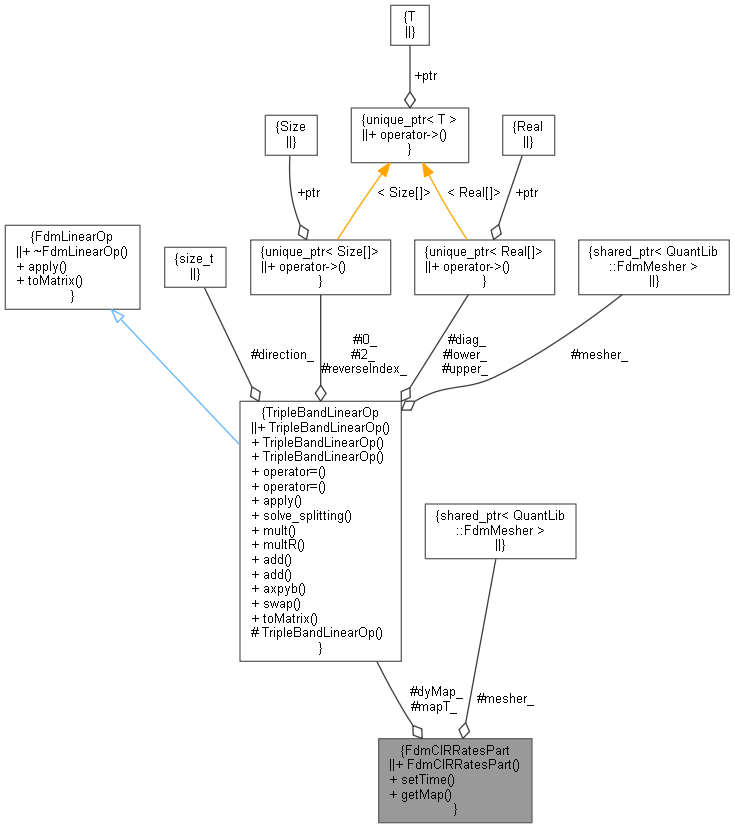 {T
||}
+ptr
{unique_ptr< T >
||+ operator->()
}
{Size
||}
{Real
||}
+ptr
< Size[]>
< Real[]>
+ptr
{FdmLinearOp
||+ ~FdmLinearOp()
+ apply()
+ toMatrix()
}
{size_t
||}
{unique_ptr< Size[]>
||+ operator->()
}
{unique_ptr< Real[]>
||+ operator->()
}
{shared_ptr< QuantLib
::FdmMesher >
||}
#direction_
#i0_
#i2_
#reverseIndex_
#diag_
#lower_
#upper_
#mesher_
{TripleBandLinearOp
||+ TripleBandLinearOp()
+ TripleBandLinearOp()
+ TripleBandLinearOp()
+ operator=()
+ operator=()
+ apply()
+ solve_splitting()
+ mult()
+ multR()
+ add()
+ add()
+ axpyb()
+ swap()
+ toMatrix()
# TripleBandLinearOp()
}
{shared_ptr< QuantLib
::FdmMesher >
||}
#dyMap_
#mapT_
#mesher_
{FdmCIRRatesPart
||+ FdmCIRRatesPart()
+ setTime()
+ getMap()
}